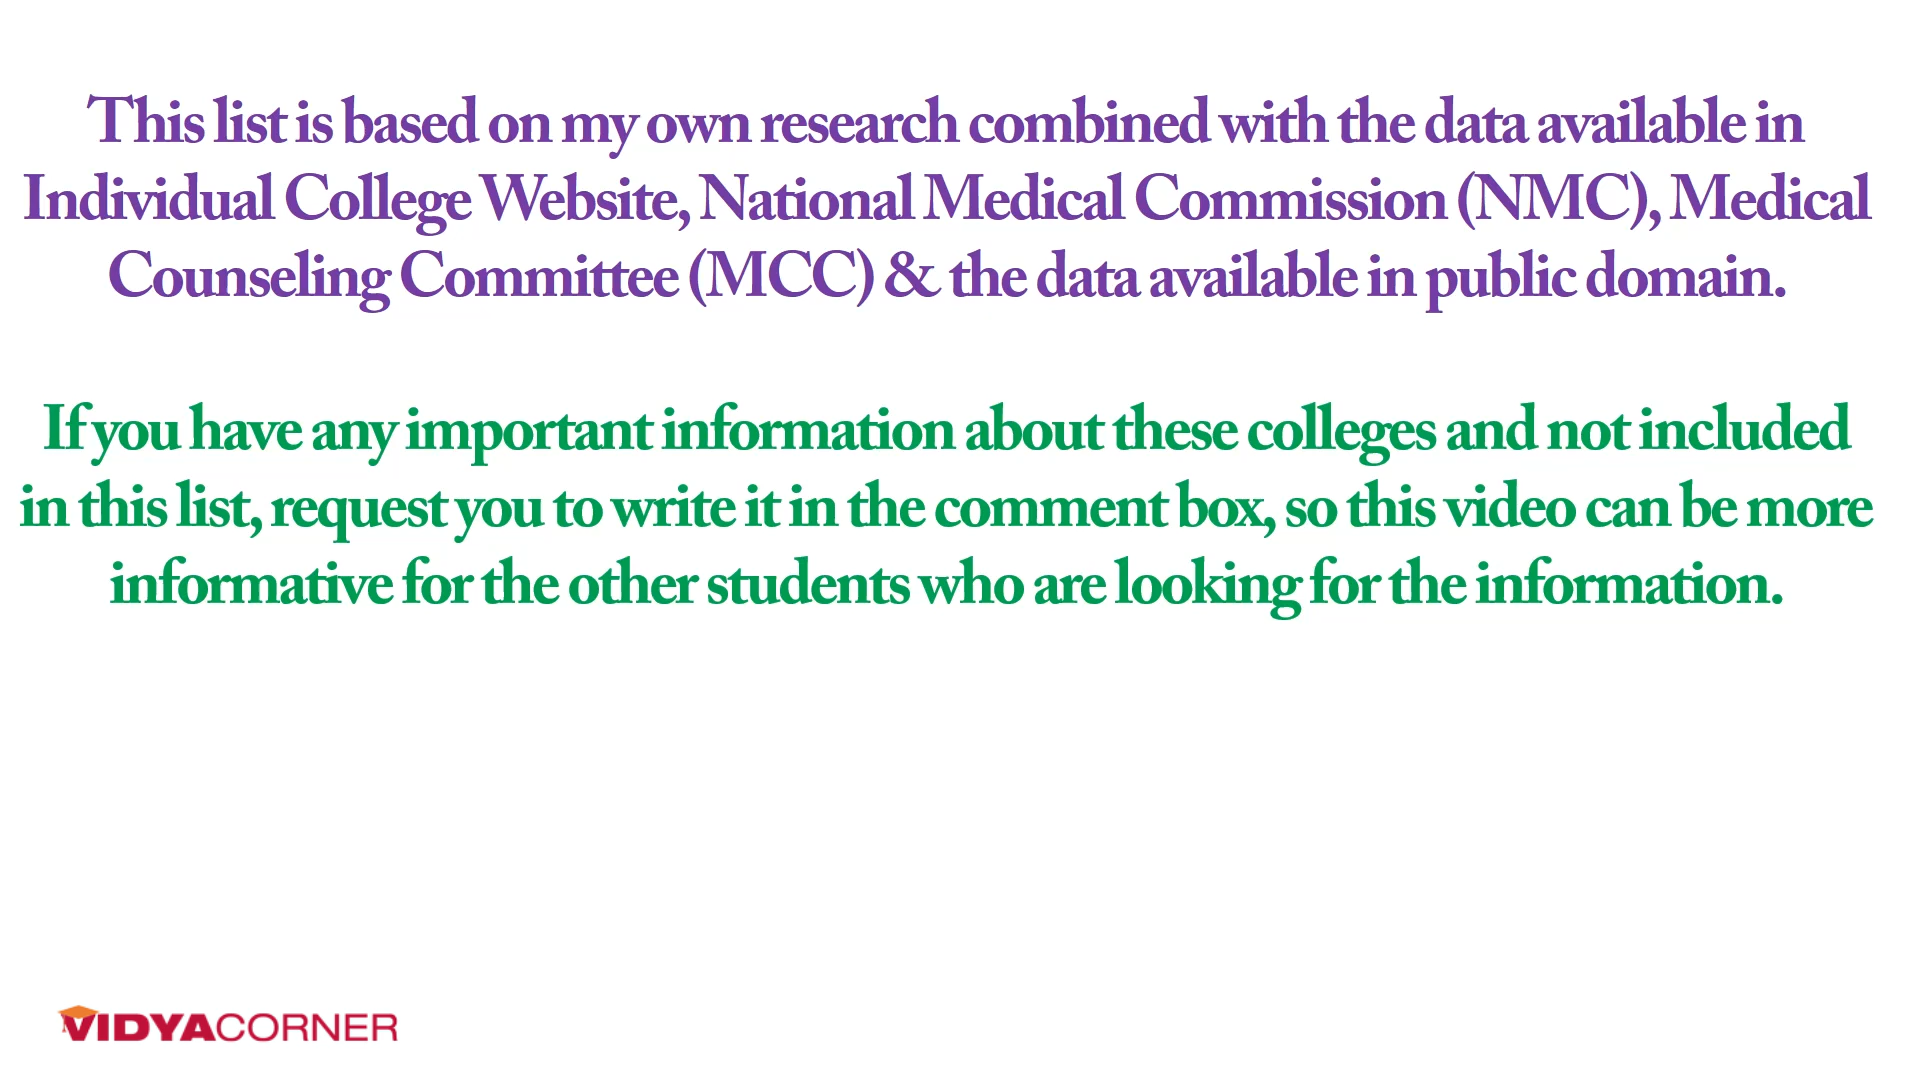 This list is based on my own research combined with the data available in
Individual College Website, National Medical Commission (NMC), Medical
Counseling Committee (MCC) & the data available in public domain.
If you have any important information about these colleges and not included
in this list, request you to write it in the comment box, so this video can be more
informative for the other students who are looking for the information.
VIDYACORNER